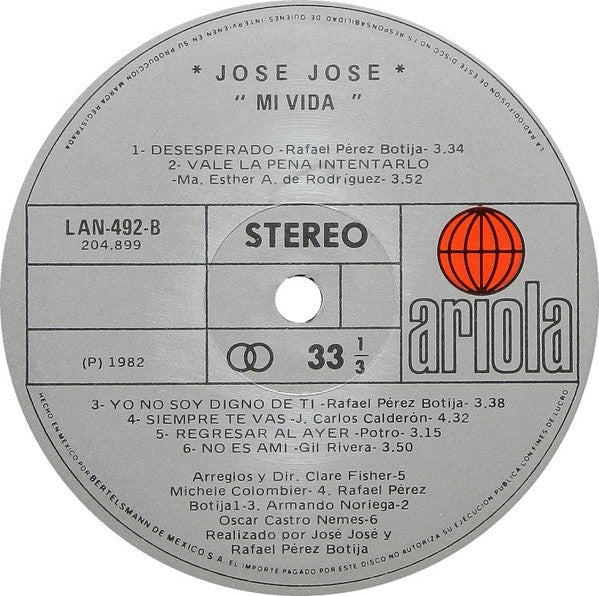 * JOSE JOSE *
" MI VIDA "
1- DESESPERADO -Rafael Pérez Botija- 3.34
2- VALE LA PENA INTENTARLO
-Ma. Esther A. de Rodríguez- 3.52
LAN-492-B
204.899
STEREO
ariola
(P) 1982
33 1/3
3- YO NO SOY DIGNO DE TI -Rafael Pérez Botija- 3.38
4- SIEMPRE TE VAS -J. Carlos Calderón- 4.32
5- REGRESAR AL AYER -Potro- 3.15
6- NO ES AMI -Gil Rivera- 3.50
Arreglos y Dir. Clare Fisher-5
Michele Colombier-4. Rafael Pérez
Botija1-3. Armando Noriega-2
Oscar Castro Nemes-6
Realizado por José José y
Rafael Pérez Botija
HECHO EN MEXICO POR BERTELSMANN DE MEXICO S A EL IMPORTE PAGADO POR ESTE DISCO NO AUTORIZA SU EJECUCION PUBLICA CON FINES DE LUCRO
LA RADIODIFUSION DE ESTE DISCO NO ES RESPONSABILIDAD DE QUIENES INTERVIENEN EN SU PRODUCCION MARCA REGISTRADA